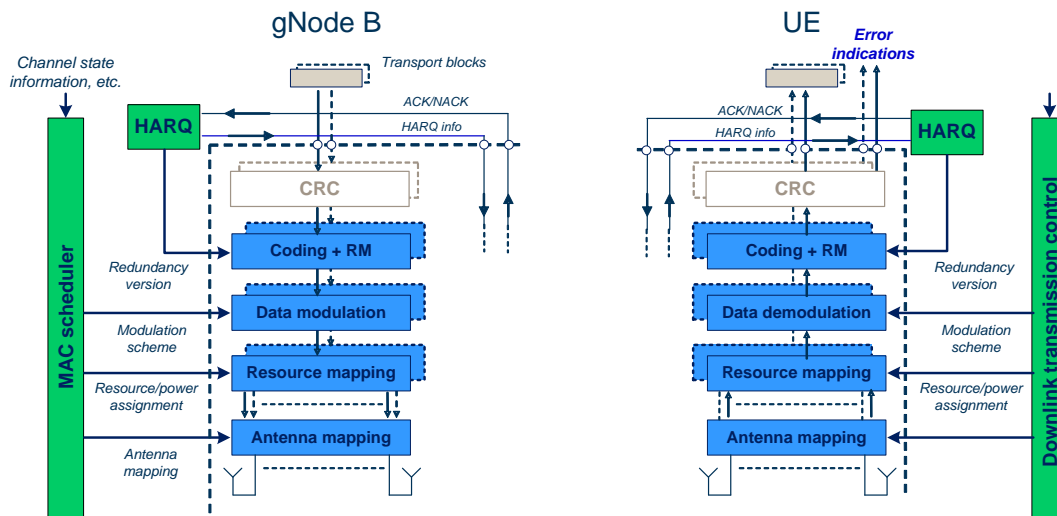 gNode B
UE
Channel state
information, etc.
Transport blocks
Error
indications
HARQ
ACK/NACK
HARQ info
ACK/NACK
HARQ info
HARQ
CRC
CRC
Coding + RM
Coding + RM
Redundancy
version
Redundancy
version
Data modulation
Data demodulation
Modulation
scheme
Modulation
scheme
Resource mapping
Resource mapping
Resource/power
assignment
Resource/power
assignment
Antenna mapping
Antenna mapping
Antenna
mapping
MAC scheduler
Downlink transmission control